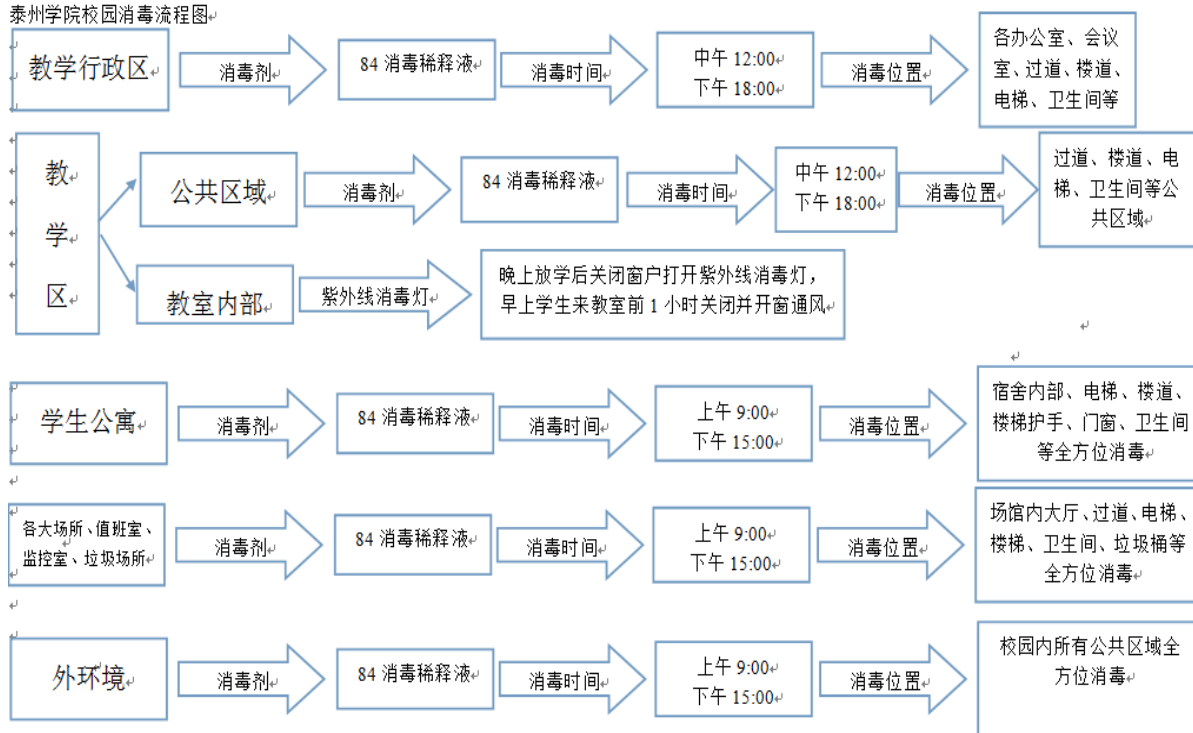 泰州学院校园消毒流程图
教学行政区
消毒剂
84 消毒稀释液
消毒时间
中午 12:00
下午 18:00
消毒位置
各办公室、会议
室、过道、楼道、
电梯、卫生间等
教
学
区
公共区域
消毒剂
84 消毒稀释液
消毒时间
中午 12:00
下午 18:00
消毒位置
过道、楼道、电
梯、卫生间等公
共区域
教室内部
紫外线消毒灯
晚上放学后关闭窗户打开紫外线消毒灯，
早上学生来教室前 1 小时关闭并开窗通风
学生公寓
消毒剂
84 消毒稀释液
消毒时间
上午 9:00
下午 15:00
消毒位置
宿舍内部、电梯、楼道、
楼梯护手、门窗、卫生间
等全方位消毒
各大场所、值班室、
监控室、垃圾场所
消毒剂
84 消毒稀释液
消毒时间
上午 9:00
下午 15:00
消毒位置
场馆内大厅、过道、电梯、
楼梯、卫生间、垃圾桶等
全方位消毒
外环境
消毒剂
84 消毒稀释液
消毒时间
上午 9:00
下午 15:00
消毒位置
校园内所有公共区域全
方位消毒